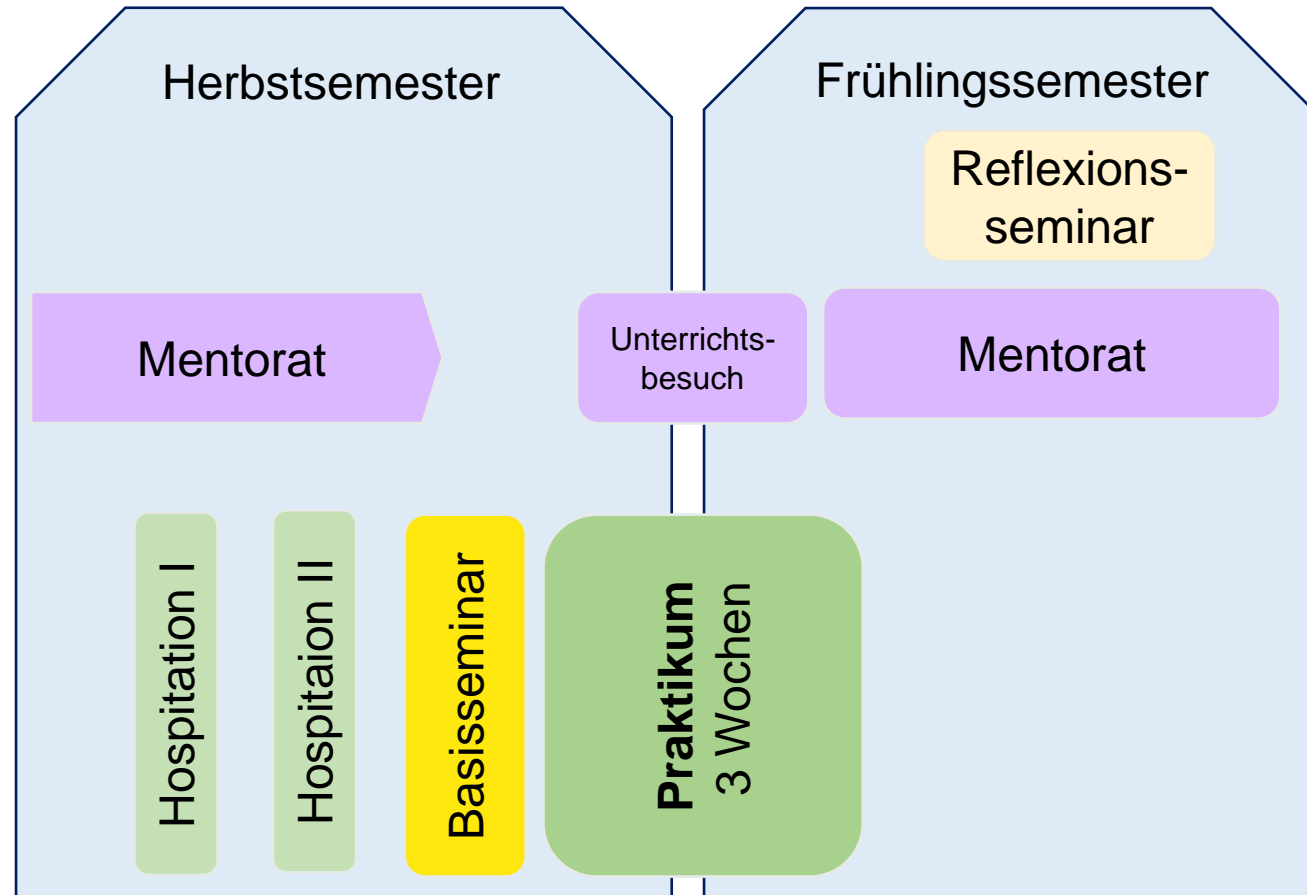 Herbstsemester
Frühlingssemester
Reflexions-
seminar
Mentorat
Unterrichts-
besuch
Mentorat
Hospitation I
Hospitaion II
Basisseminar
Praktikum
3 Wochen